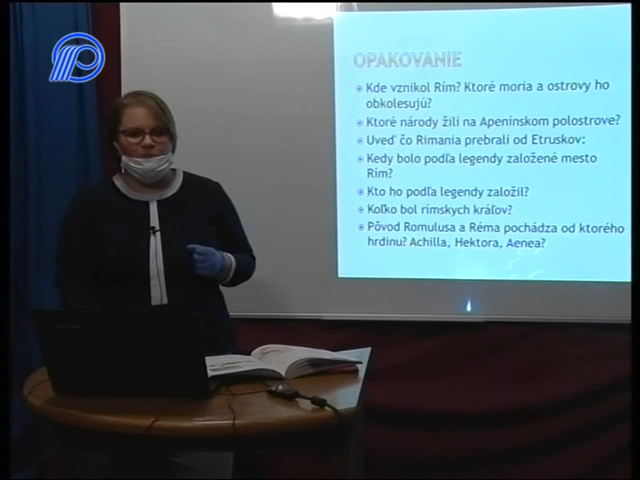 OPAKOVANIE
Kde vznikol Rím? Ktoré moria a ostrovy ho
obkolesujú?
Ktoré národy žili na Apeninskom polostrove?
Uveď čo Rimania prebrali od Etruskov:
Kedy bolo podľa legendy založené mesto
Rím?
Kto ho podľa legendy založil?
Koľko bol rímskych kráľov?
Pôvod Romulusa a Réma pochádza od ktorého
hrdinu? Achilla, Hektora, Aenea?